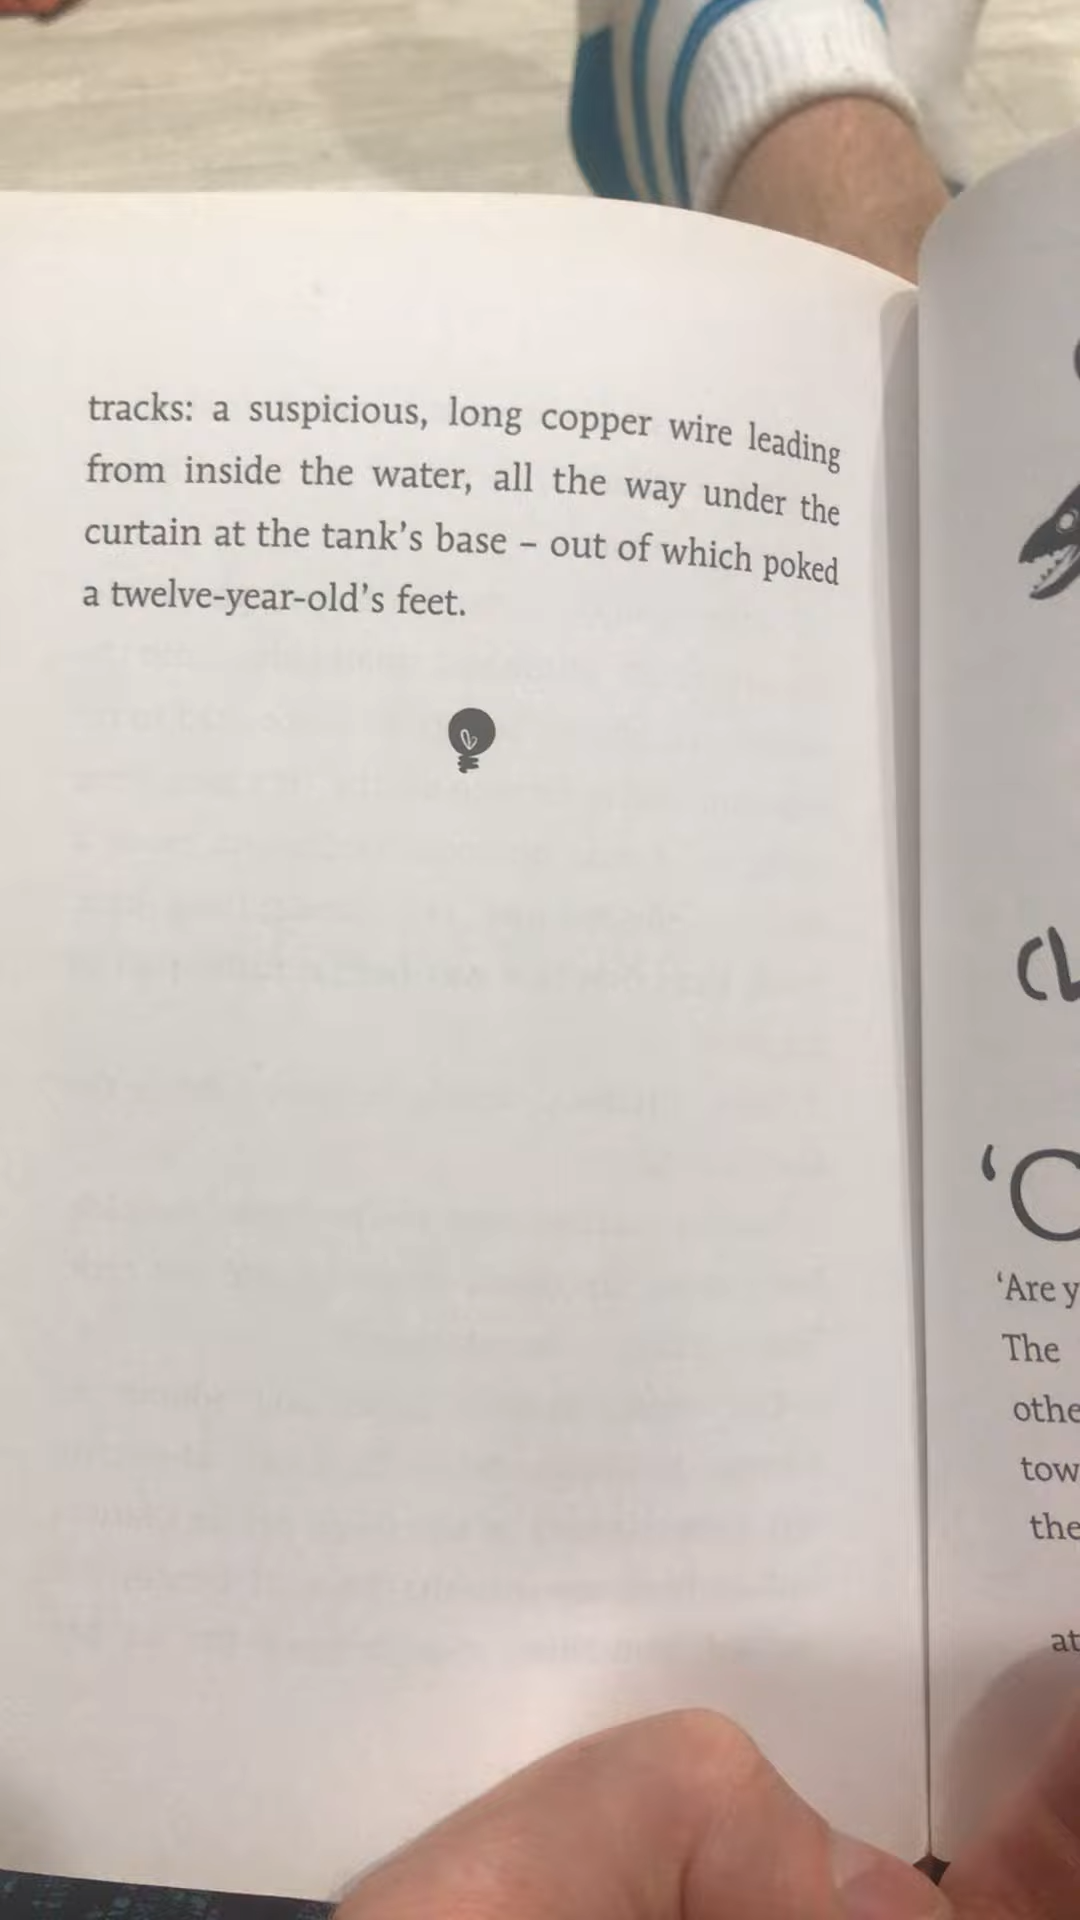 tracks: a suspicious, long copper wire leading
from inside the water, all the way under the
curtain at the tank’s base – out of which poked
a twelve-year-old’s feet.
‘Are y
The
othe
tow
the
at